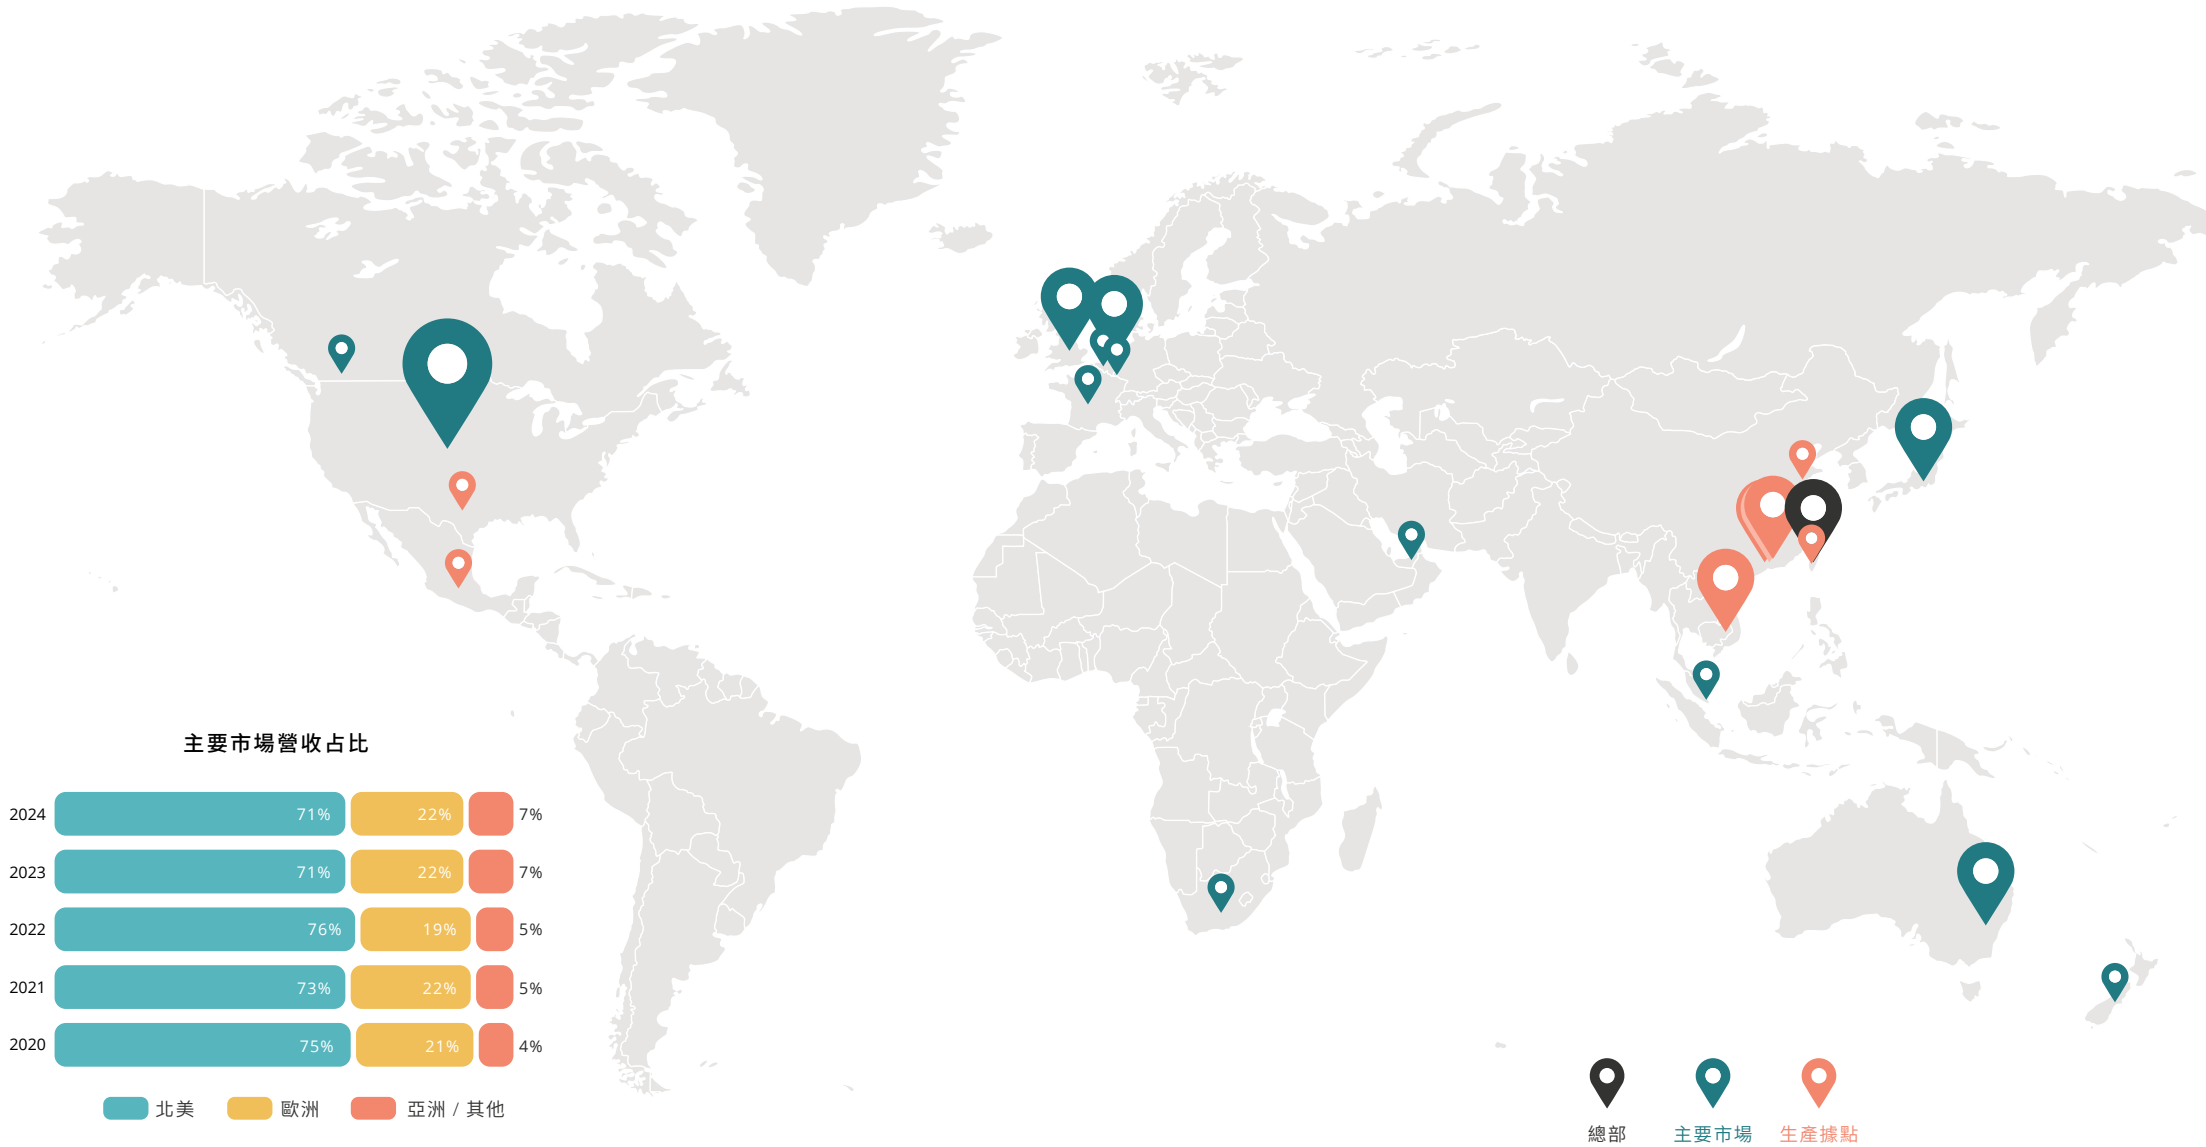 主要市場營收占比
2024 71% 22% 7%
2023 71% 22% 7%
2022 76% 19% 5%
2021 73% 22% 5%
2020 75% 21% 4%
北美 歐洲 亞洲 / 其他
總部 主要市場 生產據點